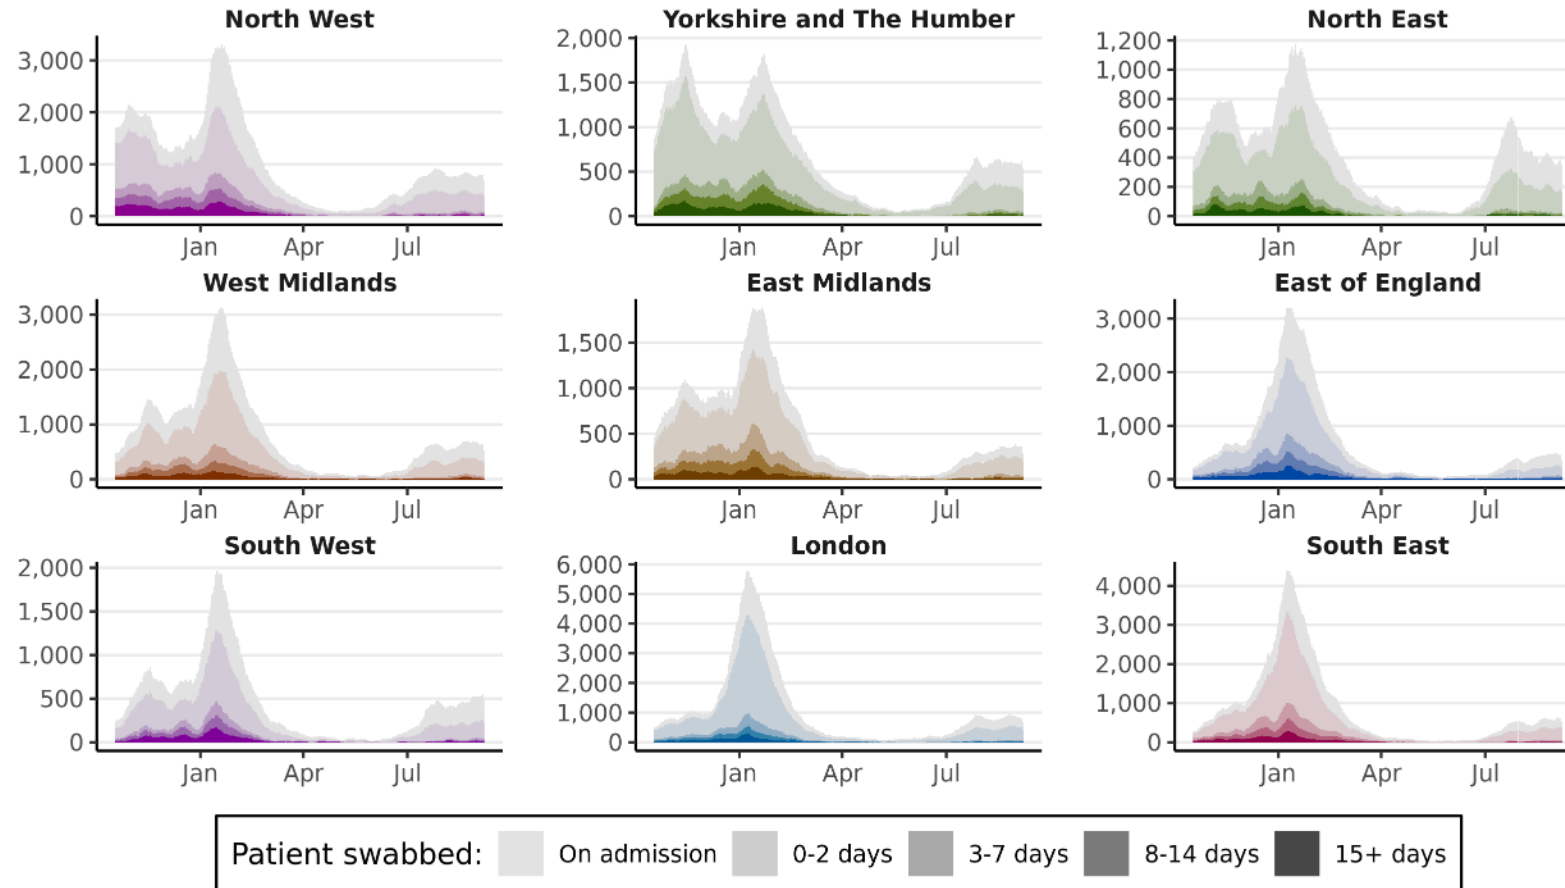 North West
Yorkshire and The Humber
North East
3,000
2,000
1,000
0
Jan
Apr
Jul
2,000
1,500
1,000
500
0
Jan
Apr
Jul
1,200
1,000
800
600
400
200
0
Jan
Apr
Jul
West Midlands
East Midlands
East of England
3,000
2,000
1,000
0
Jan
Apr
Jul
1,500
1,000
500
0
Jan
Apr
Jul
3,000
2,000
1,000
0
Jan
Apr
Jul
South West
London
South East
2,000
1,500
1,000
500
0
Jan
Apr
Jul
6,000
5,000
4,000
3,000
2,000
1,000
0
Jan
Apr
Jul
4,000
3,000
2,000
1,000
0
Jan
Apr
Jul
Patient swabbed: On admission 0-2 days 3-7 days 8-14 days 15+ days